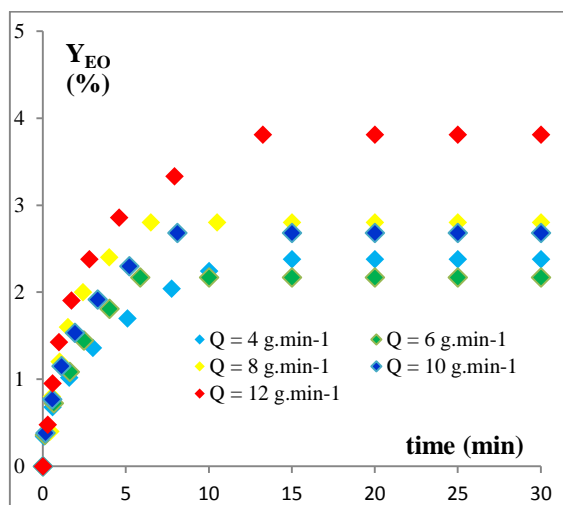 5
Y_EO
(%)
4
3
2
Q = 4 g.min-1 Q = 6 g.min-1
Q = 8 g.min-1 Q = 10 g.min-1
1
Q = 12 g.min-1
time (min)
0
0 5 10 15 20 25 30